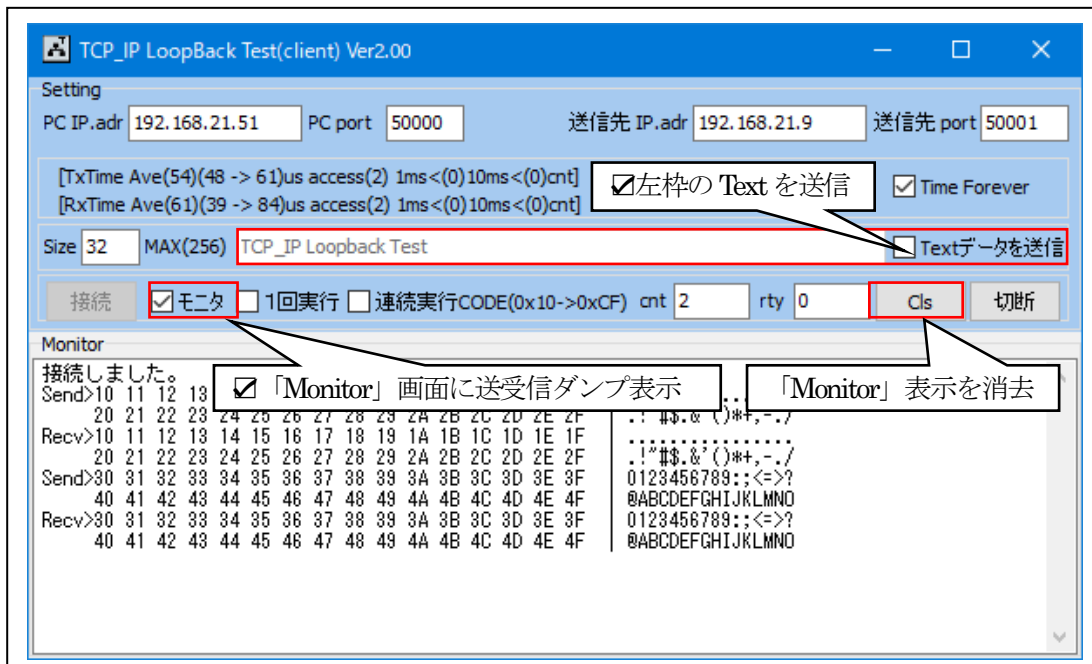 TCP_IP LoopBack Test(client) Ver2.00
Setting
PC IP.adr 192.168.21.51 PC port 50000 送信先 IP.adr 192.168.21.9 送信先 port 50001
[TxTime Ave(54)(48 -> 61)us access(2) 1ms<(0)10ms<(0)cnt]
[RxTime Ave(61)(39 -> 84)us access(2) 1ms<(0)10ms<(0)cnt]
☑左枠の Text を送信
Time Forever
Size 32 MAX(256) TCP_IP Loopback Test Textデータを送信
接続 モニタ 1回実行 連続実行CODE(0x10->0xCF) cnt 2 rty 0 Cls 切断
Monitor
接続しました。
☑「Monitor」画面に送受信ダンプ表示
「Monitor」表示を消去
Send>10 11 12 13
20 21 22 23 24 25 26 27 28 29 2A 2B 2C 2D 2E 2F
Recv>10 11 12 13 14 15 16 17 18 19 1A 1B 1C 1D 1E 1F ................
20 21 22 23 24 25 26 27 28 29 2A 2B 2C 2D 2E 2F .!"#$.&'()*+,-./
Send>30 31 32 33 34 35 36 37 38 39 3A 3B 3C 3D 3E 3F 0123456789:;<=>?
40 41 42 43 44 45 46 47 48 49 4A 4B 4C 4D 4E 4F @ABCDEFGHIJKLMNO
Recv>30 31 32 33 34 35 36 37 38 39 3A 3B 3C 3D 3E 3F 0123456789:;<=>?
40 41 42 43 44 45 46 47 48 49 4A 4B 4C 4D 4E 4F @ABCDEFGHIJKLMNO